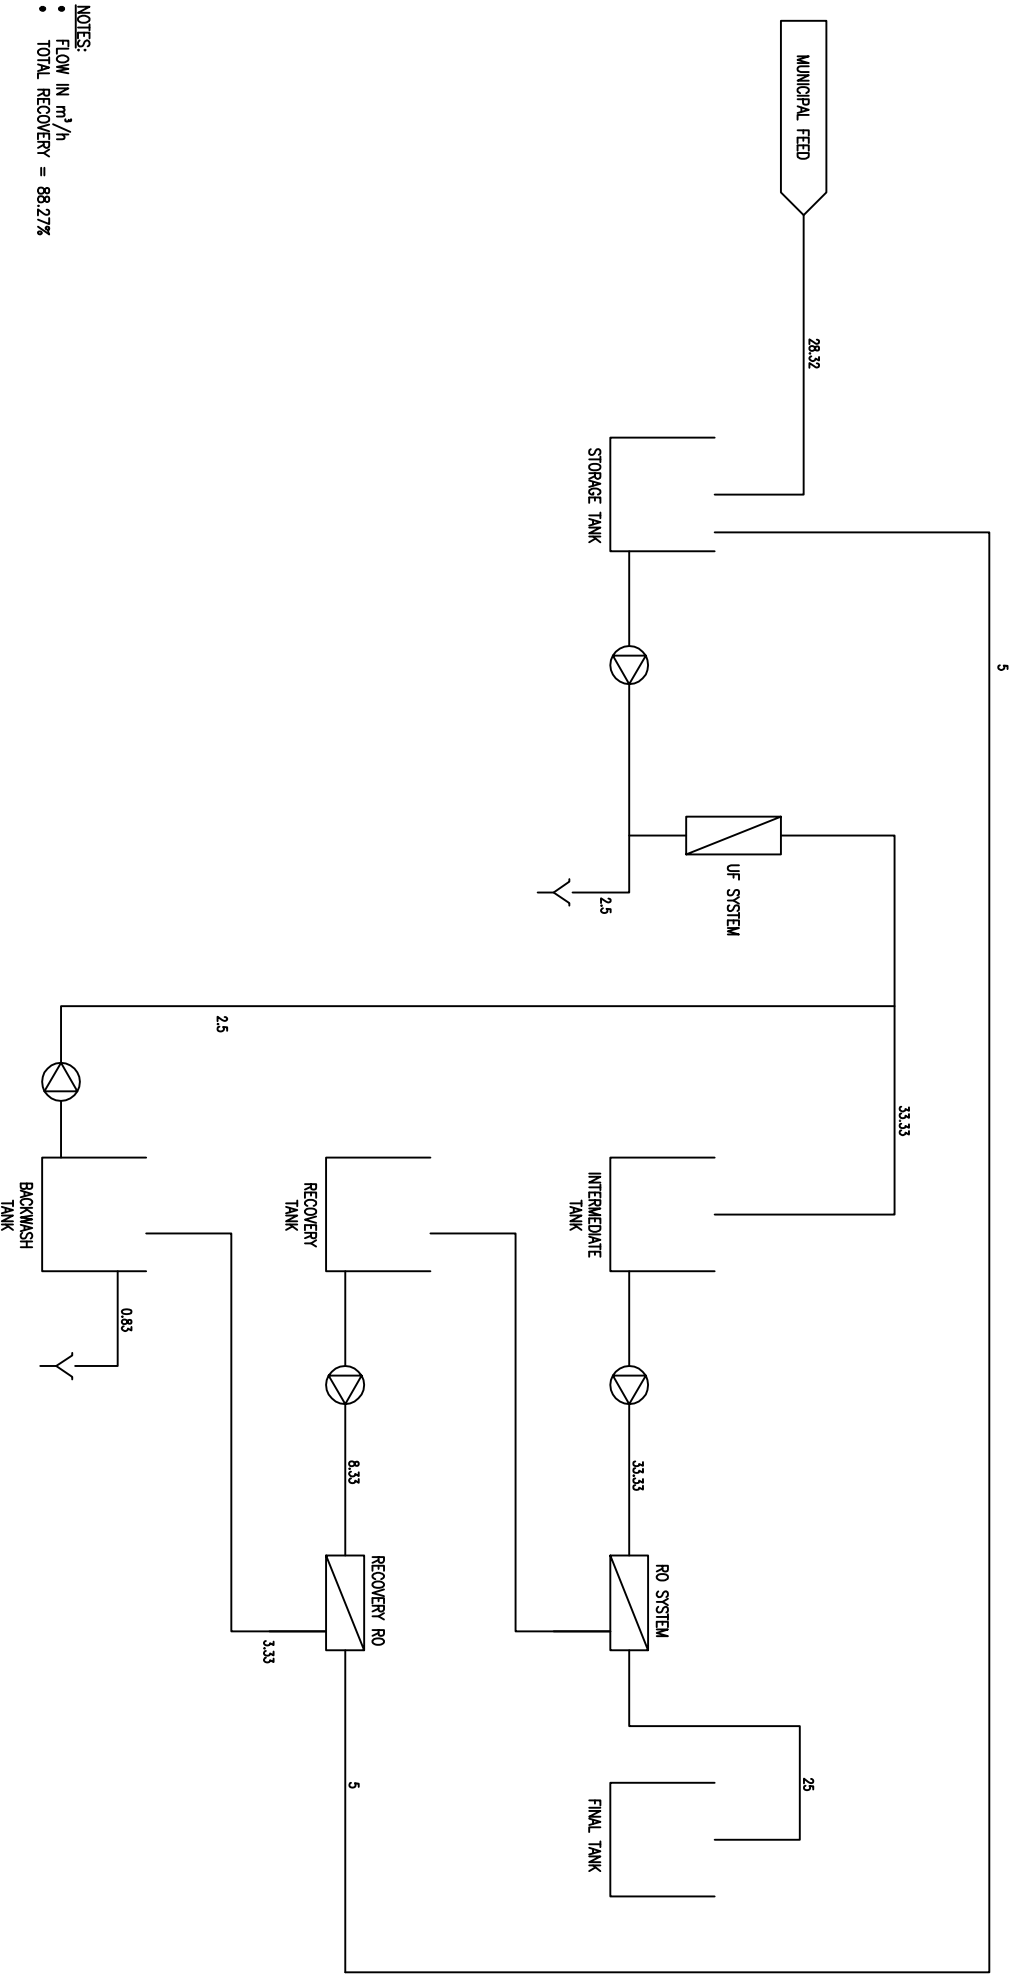 5
MUNICIPAL FEED
28.32
33.33
UF SYSTEM
25
STORAGE TANK
2.5
INTERMEDIATE
TANK
33.33
RO SYSTEM
FINAL TANK
RECOVERY
TANK
8.33
RECOVERY RO
5
2.5
3.33
0.83
BACKWASH
TANK
NOTES:
• FLOW IN m³/h
• TOTAL RECOVERY = 88.27%